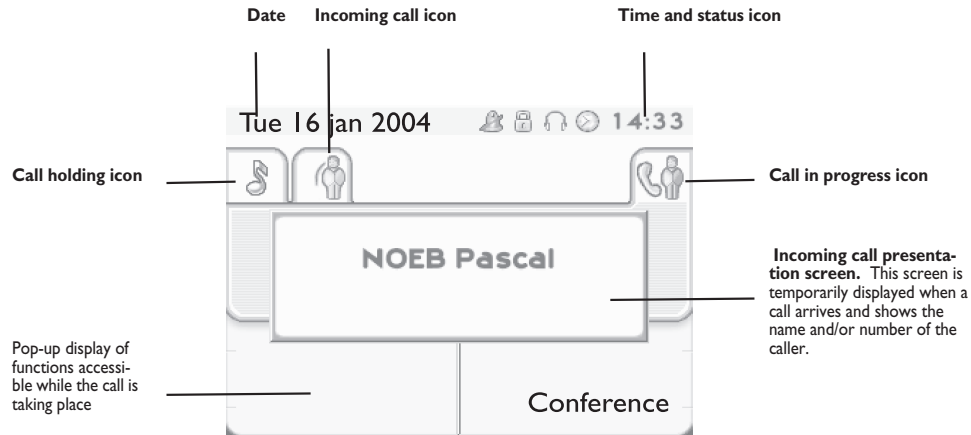 Date
Incoming call icon
Time and status icon
Tue 16 jan 2004
14:33
Call holding icon
Call in progress icon
NOEB Pascal
Incoming call presenta-
tion screen. This screen is
temporarily displayed when a
call arrives and shows the
name and/or number of the
caller.
Pop-up display of
functions accessi-
ble while the call is
taking place
Conference